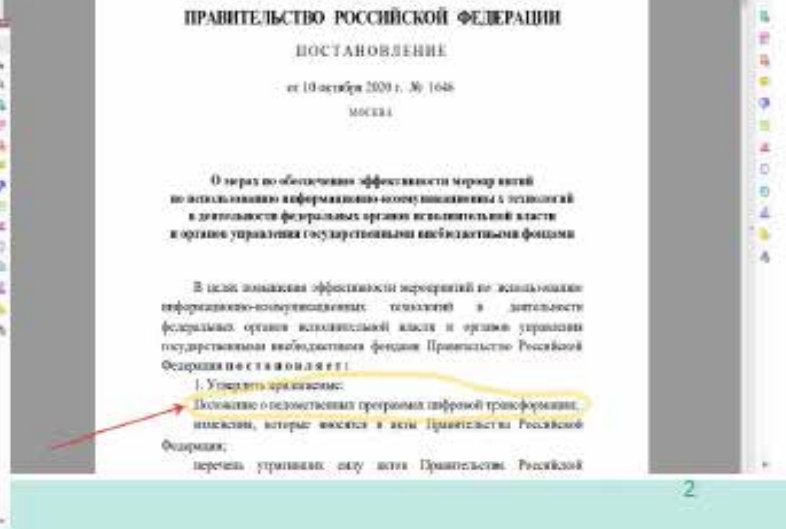 ПРАВИТЕЛЬСТВО РОССИЙСКОЙ ФЕДЕРАЦИИ
ПОСТАНОВЛЕНИЕ
от 10 октября 2020 г. № 1646
МОСКВА
О мерах по обеспечению эффективности мероприятий
по использованию информационно-коммуникационных технологий
в деятельности федеральных органов исполнительной власти
и органов управления государственными внебюджетными фондами
В целях повышения эффективности мероприятий по использованию
информационно-коммуникационных технологий в деятельности
федеральных органов исполнительной власти и органов управления
государственными внебюджетными фондами Правительство Российской
Федерации постановляет:
1. Утвердить прилагаемые:
Положение о ведомственных программах цифровой трансформации;
изменения, которые вносятся в акты Правительства Российской
Федерации;
перечень утративших силу актов Правительства Российской
2